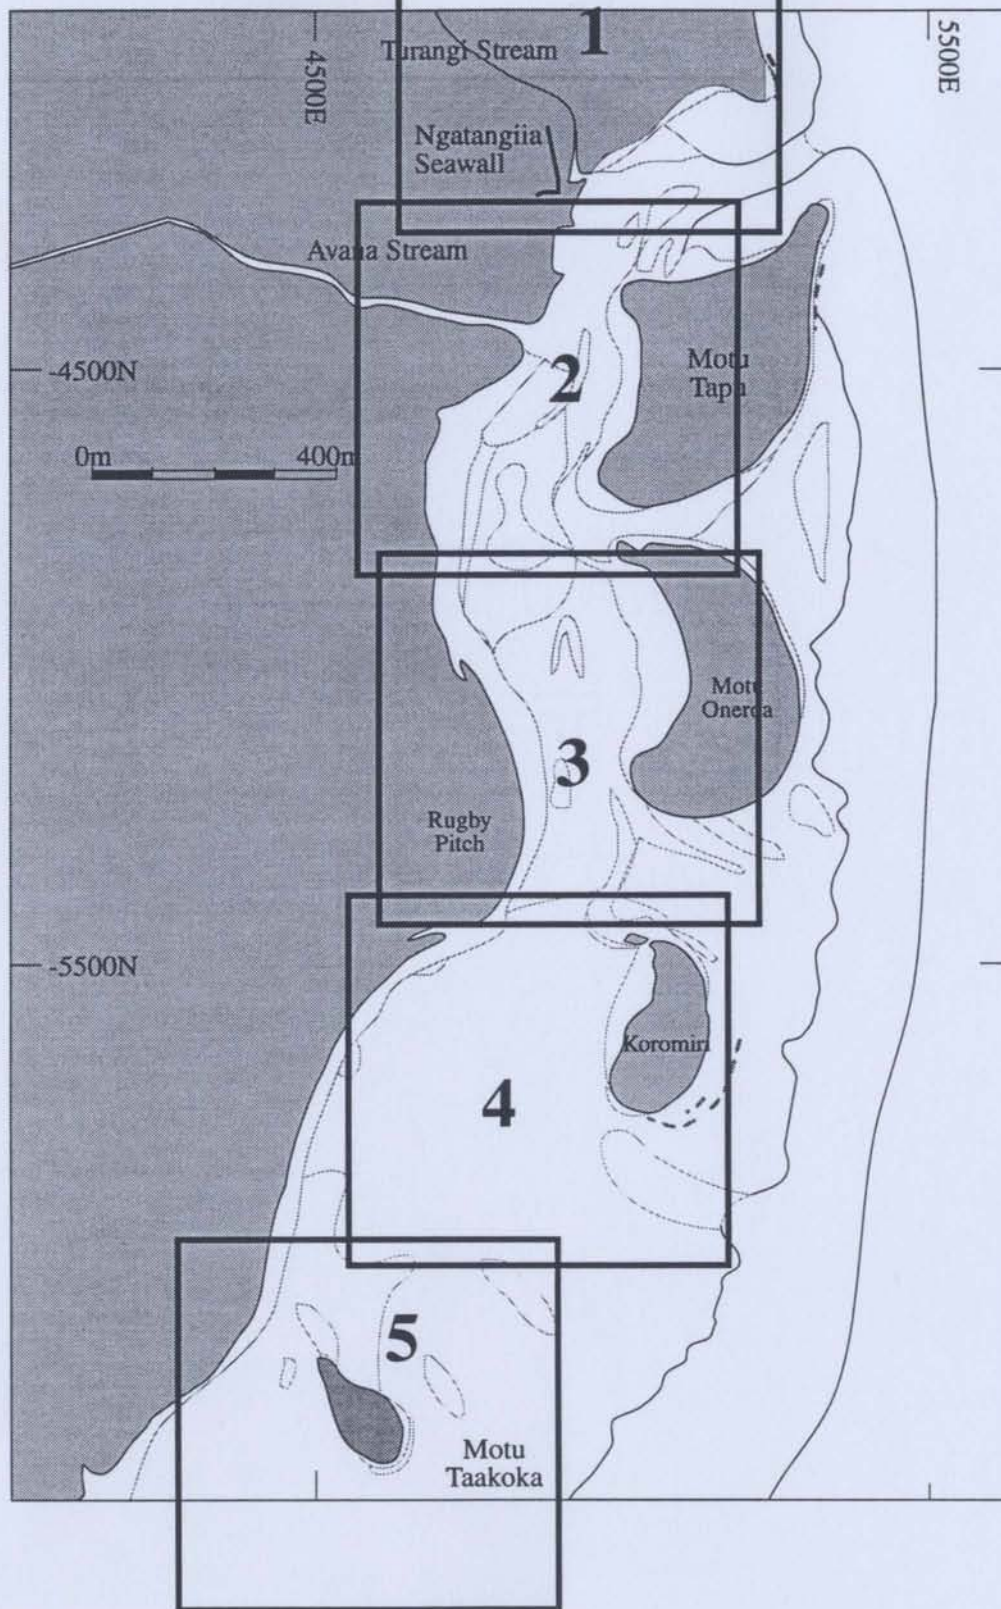 1
Turangi Stream
4500E
5500E
Ngatangiia
Seawall
Avana Stream
-4500N
2
Motu
Tapu
0m 400m
Motu
Oneroa
3
Rugby
Pitch
-5500N
Koromiri
4
5
Motu
Taakoka